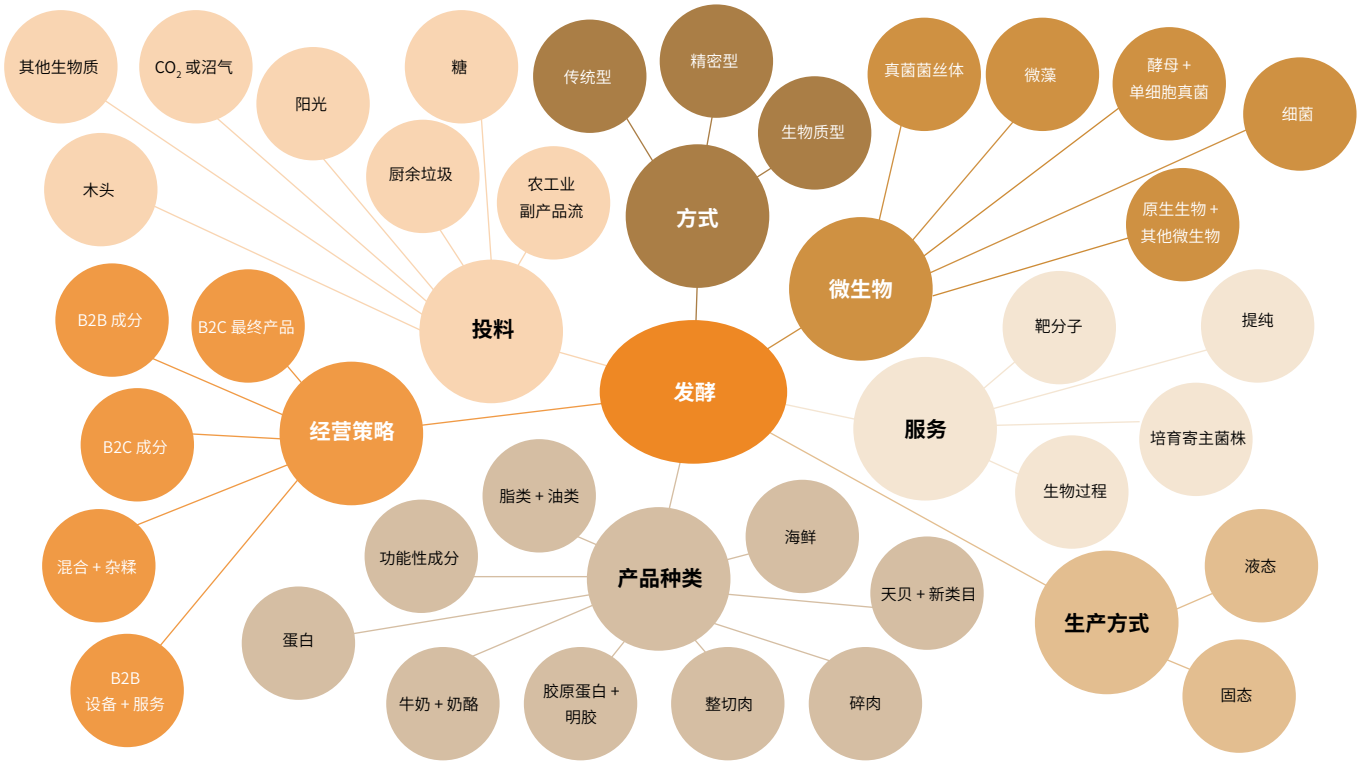 其他生物质
CO₂ 或沼气
阳光
糖
厨余垃圾
农工业
副产品流
木头
投料
传统型
精密型
生物质型
方式
真菌菌丝体
微藻
酵母 +
单细胞真菌
细菌
原生生物 +
其他微生物
微生物
B2B 成分
B2C 最终产品
B2C 成分
混合 + 杂糅
B2B
设备 + 服务
经营策略
发酵
靶分子
提纯
培育寄主菌株
生物过程
服务
脂类 + 油类
功能性成分
蛋白
牛奶 + 奶酪
胶原蛋白 +
明胶
整切肉
碎肉
天贝 + 新类目
海鲜
产品种类
液态
固态
生产方式